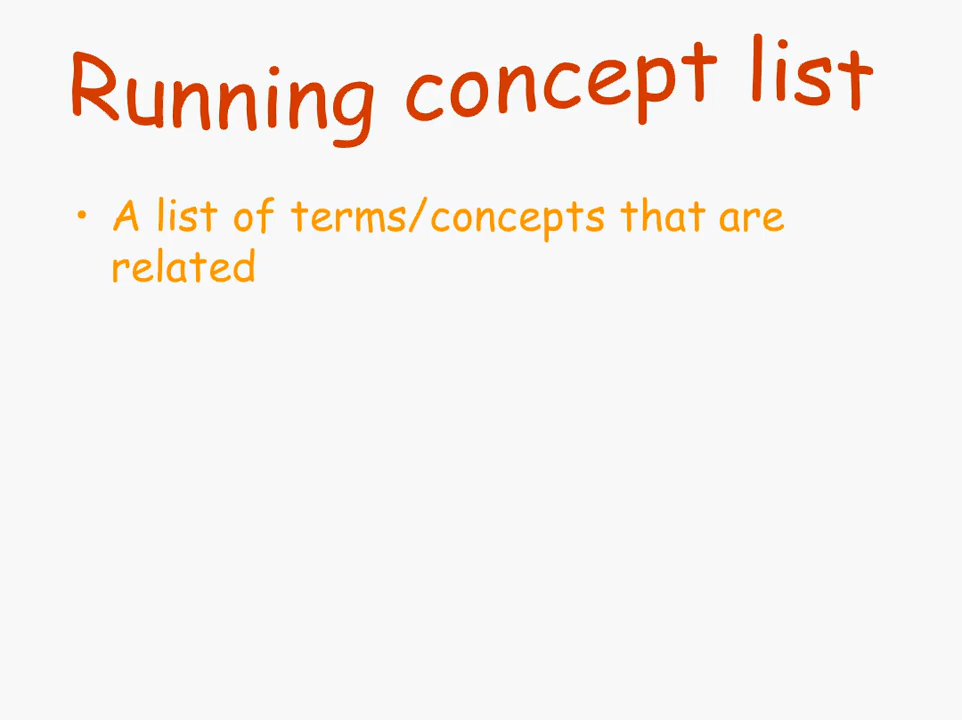 Running concept list
• A list of terms/concepts that are
related